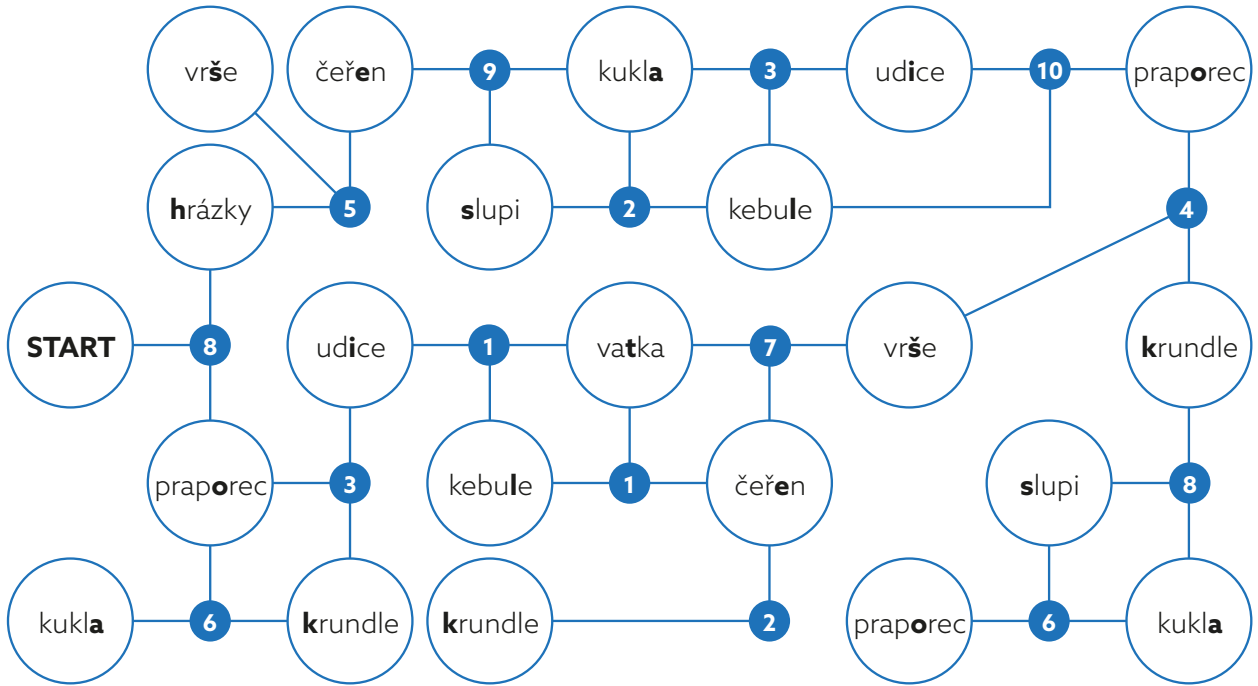 vrše
čeřen
9
kukla
3
udice
10
praporec
hrázky
5
slupi
2
kebule
4
START
8
udice
1
vatka
7
vrše
krundle
praporec
3
kebule
1
čeřen
slupi
8
kukla
6
krundle
krundle
2
praporec
6
kukla